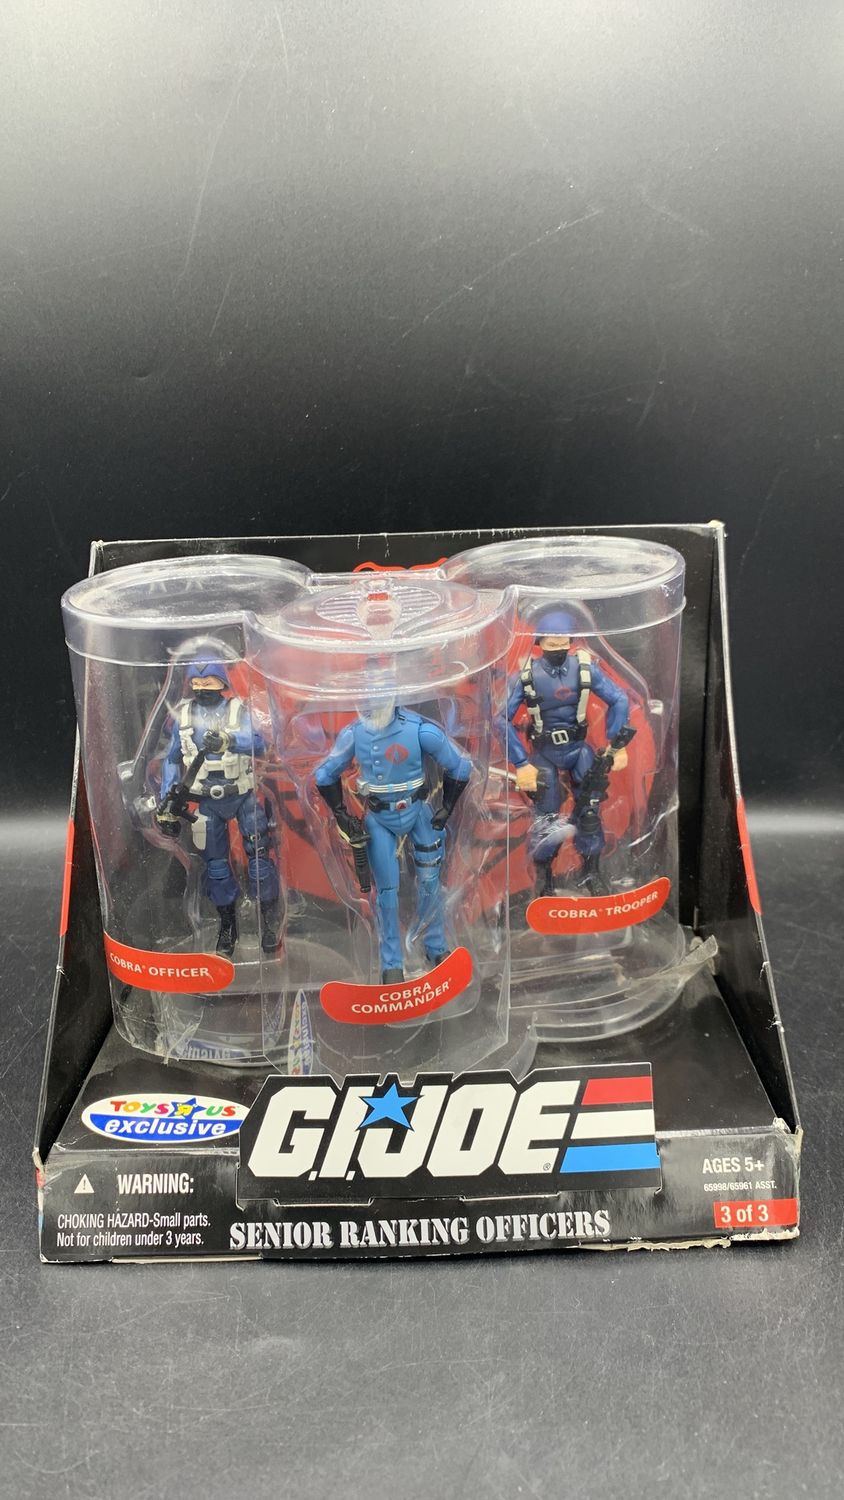 COBRA® OFFICER
COBRA
COMMANDER®
COBRA® TROOPER
TOYS R US
exclusive
G.I.JOE®
WARNING:
CHOKING HAZARD-Small parts.
Not for children under 3 years.
SENIOR RANKING OFFICERS
AGES 5+
65998/65961 ASST.
3 of 3